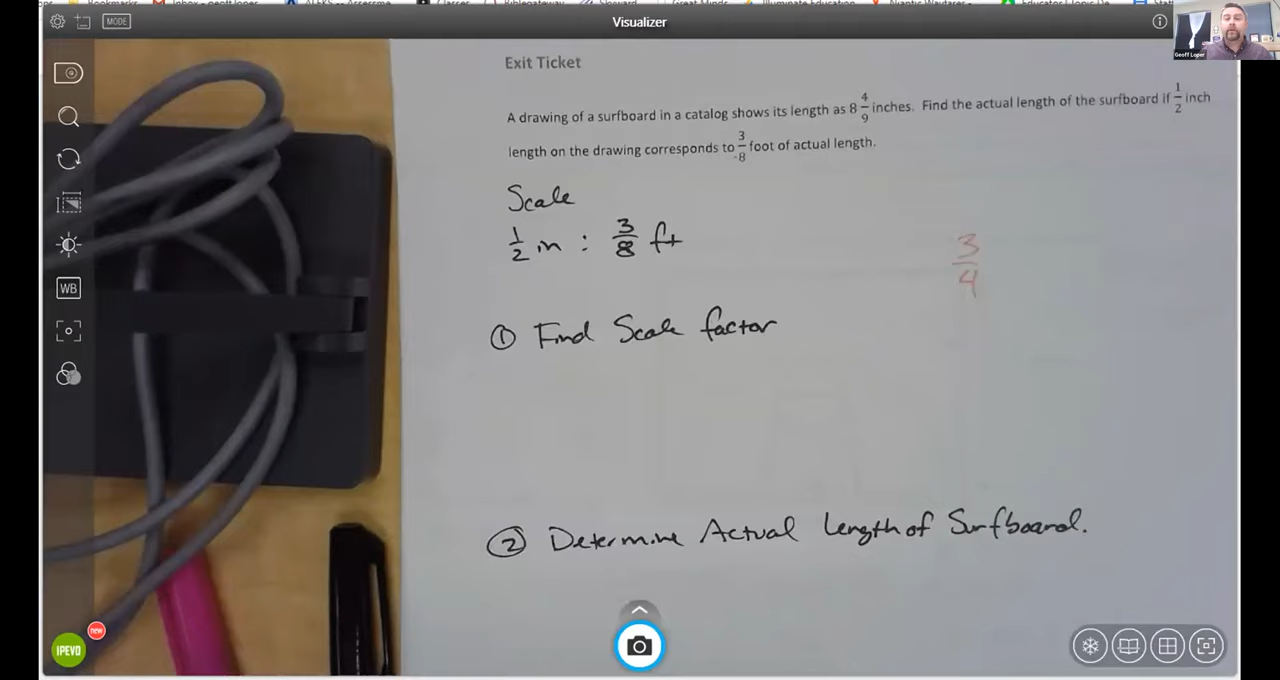 MODE
Visualizer
Geoff Loper
WB
Exit Ticket
A drawing of a surfboard in a catalog shows its length as 8 4/9 inches. Find the actual length of the surfboard if 1/2 inch
length on the drawing corresponds to 3/8 foot of actual length.
Scale
1/2 in : 3/8 ft
3/4
① Find Scale factor
② Determine Actual Length of Surfboard.
new
IPEVO